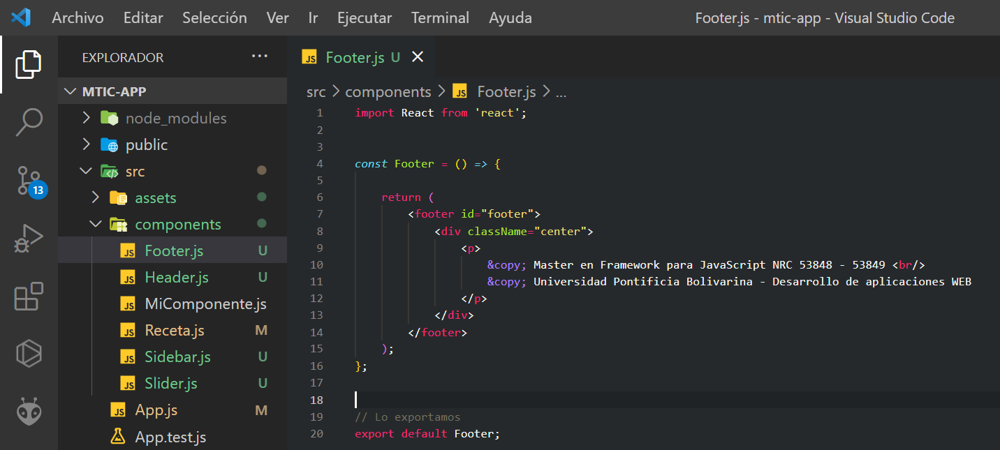 Archivo Editar Selección Ver Ir Ejecutar Terminal Ayuda Footer.js - mtic-app - Visual Studio Code
EXPLORADOR ···
MTIC-APP
node_modules
public
src
assets
components
Footer.js U
Header.js U
MiComponente.js
Receta.js M
Sidebar.js U
Slider.js U
App.js M
App.test.js
13
JS Footer.js U
src > components > JS Footer.js > ...
1 import React from 'react';
2
3
4 const Footer = () => {
5
6 return (
7 <footer id="footer">
8 <div className="center">
9 <p>
10 &copy; Master en Framework para JavaScript NRC 53848 - 53849 <br/>
11 &copy; Universidad Pontificia Bolivarina - Desarrollo de aplicaciones WEB
12 </p>
13 </div>
14 </footer>
15 );
16 };
17
18
19 // Lo exportamos
20 export default Footer;